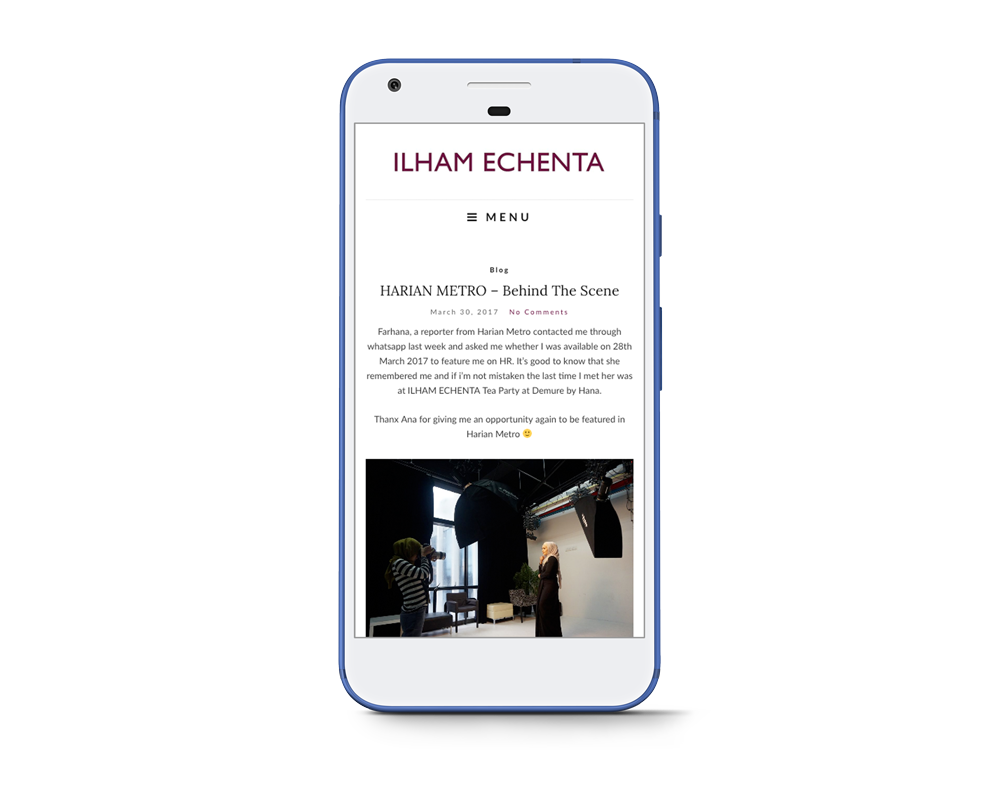 ILHAM ECHENTA
MENU
Blog
HARIAN METRO – Behind The Scene
March 30, 2017 No Comments
Farhana, a reporter from Harian Metro contacted me through
whatsapp last week and asked me whether I was available on 28th
March 2017 to feature me on HR. It's good to know that she
remembered me and if i'm not mistaken the last time I met her was
at ILHAM ECHENTA Tea Party at Demure by Hana.
Thanx Ana for giving me an opportunity again to be featured in
Harian Metro 🙂